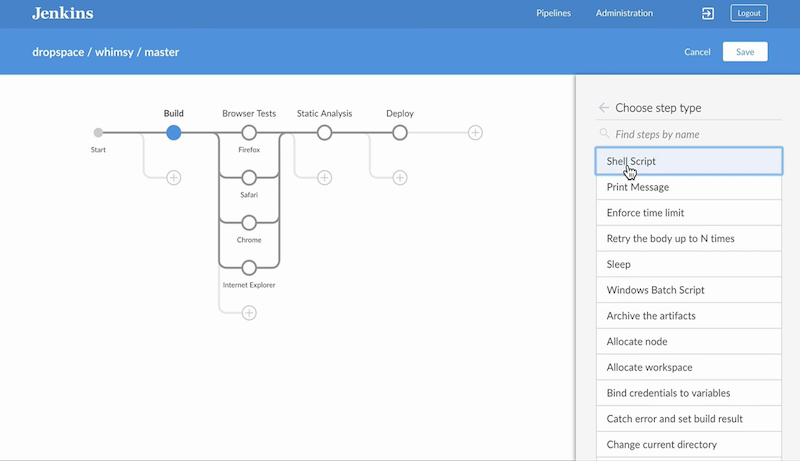 Jenkins
Pipelines Administration Logout
dropspace / whimsy / master
Cancel Save
Build Browser Tests Static Analysis Deploy
Start
Firefox
Safari
Chrome
Internet Explorer
Choose step type
Find steps by name
Shell Script
Print Message
Enforce time limit
Retry the body up to N times
Sleep
Windows Batch Script
Archive the artifacts
Allocate node
Allocate workspace
Bind credentials to variables
Catch error and set build result
Change current directory